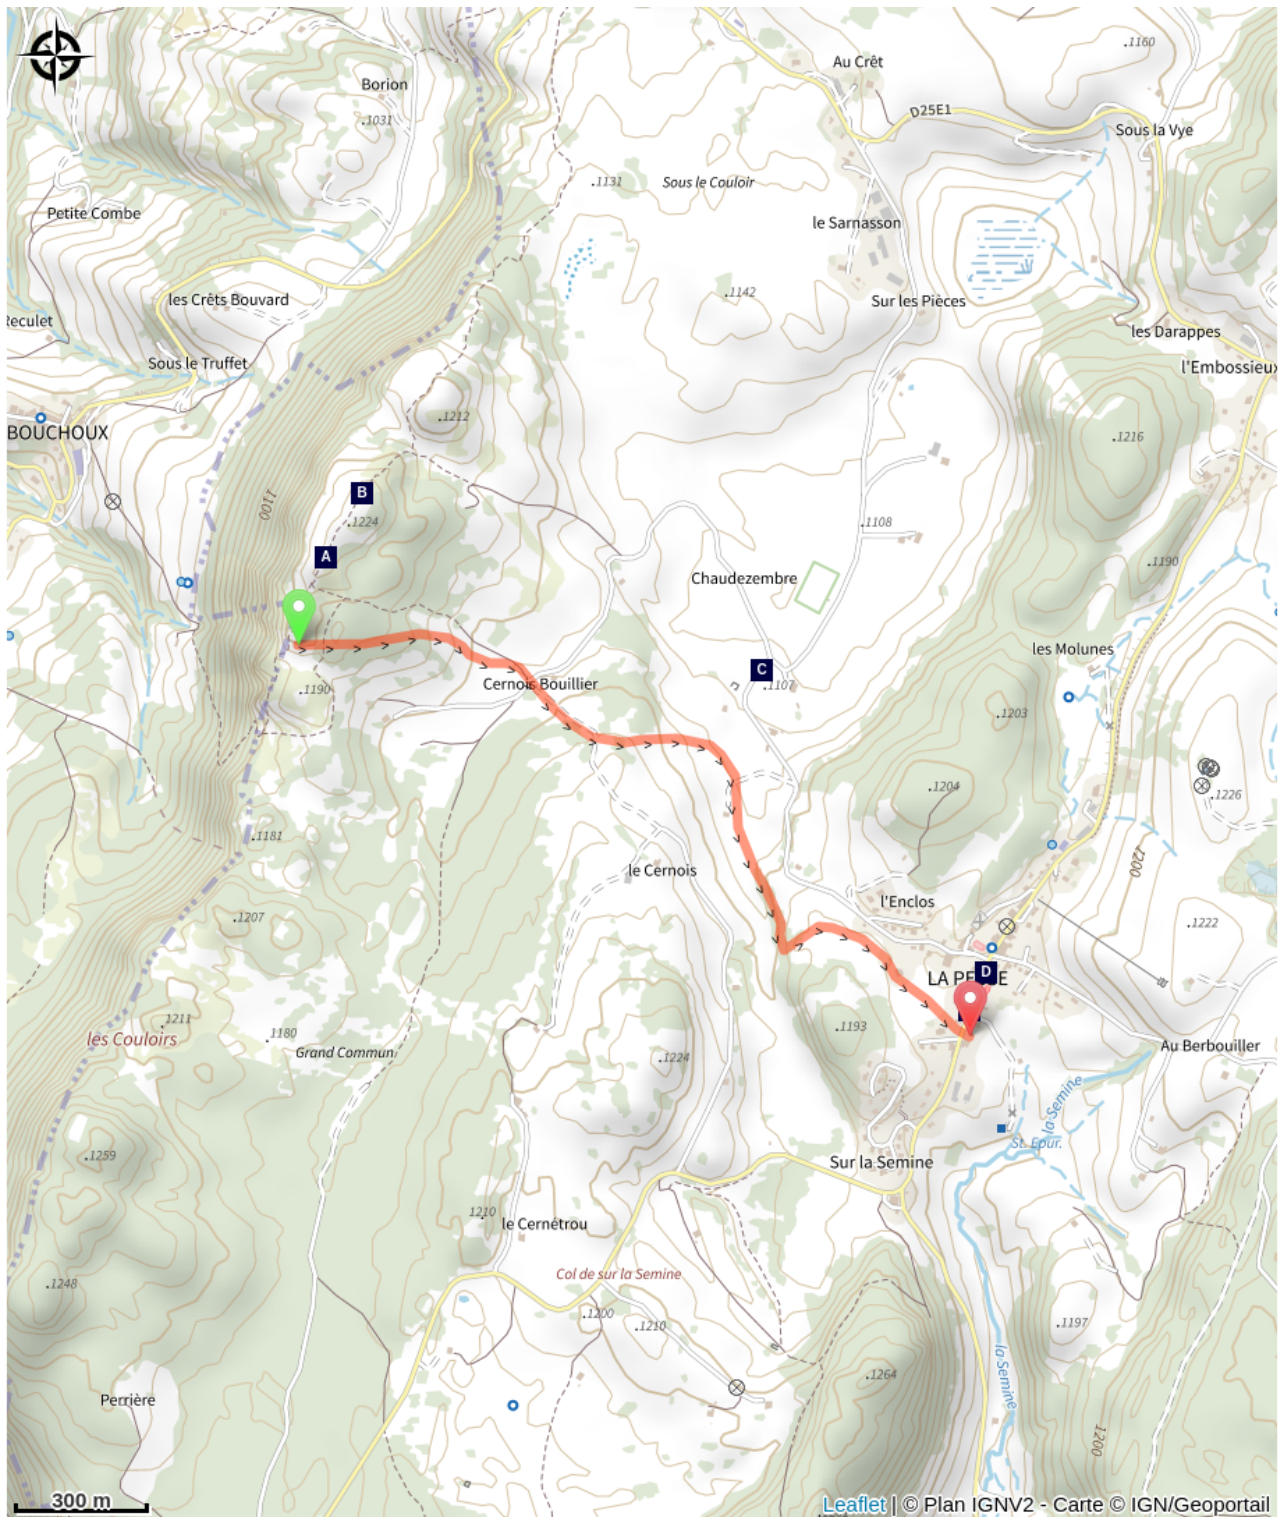 .1160
Au Crêt
Borion
D25E1
.1031
Sous la Vye
.1131
Sous le Couloir
Petite Combe
le Sarnasson
.1142
les Crêts Bouvard
Sur les Pièces
Reculet
les Darappes
Sous le Truffet
l'Embossieux
.1212
BOUCHOUX
.1216
B
1100
.1224
.1108
A
.1190
Chaudezembre
les Molunes
C
Cernois Bouillier
.1107
.1190
.1203
.1204
.1226
.1181
1200
le Cernois
l'Enclos
.1207
.1222
D
LA PE
E
.1211
.1193
les Couloirs
.1180
Grand Commun
.1224
Au Berbouiller
la Semine
St. Epur.
.1259
Sur la Semine
1210
le Cernétrou
Col de sur la Semine
.1248
.1200
.1210
.1197
la Semine
.1264
Perrière
1200
300 m
Leaflet | © Plan IGNV2 - Carte © IGN/Geoportail